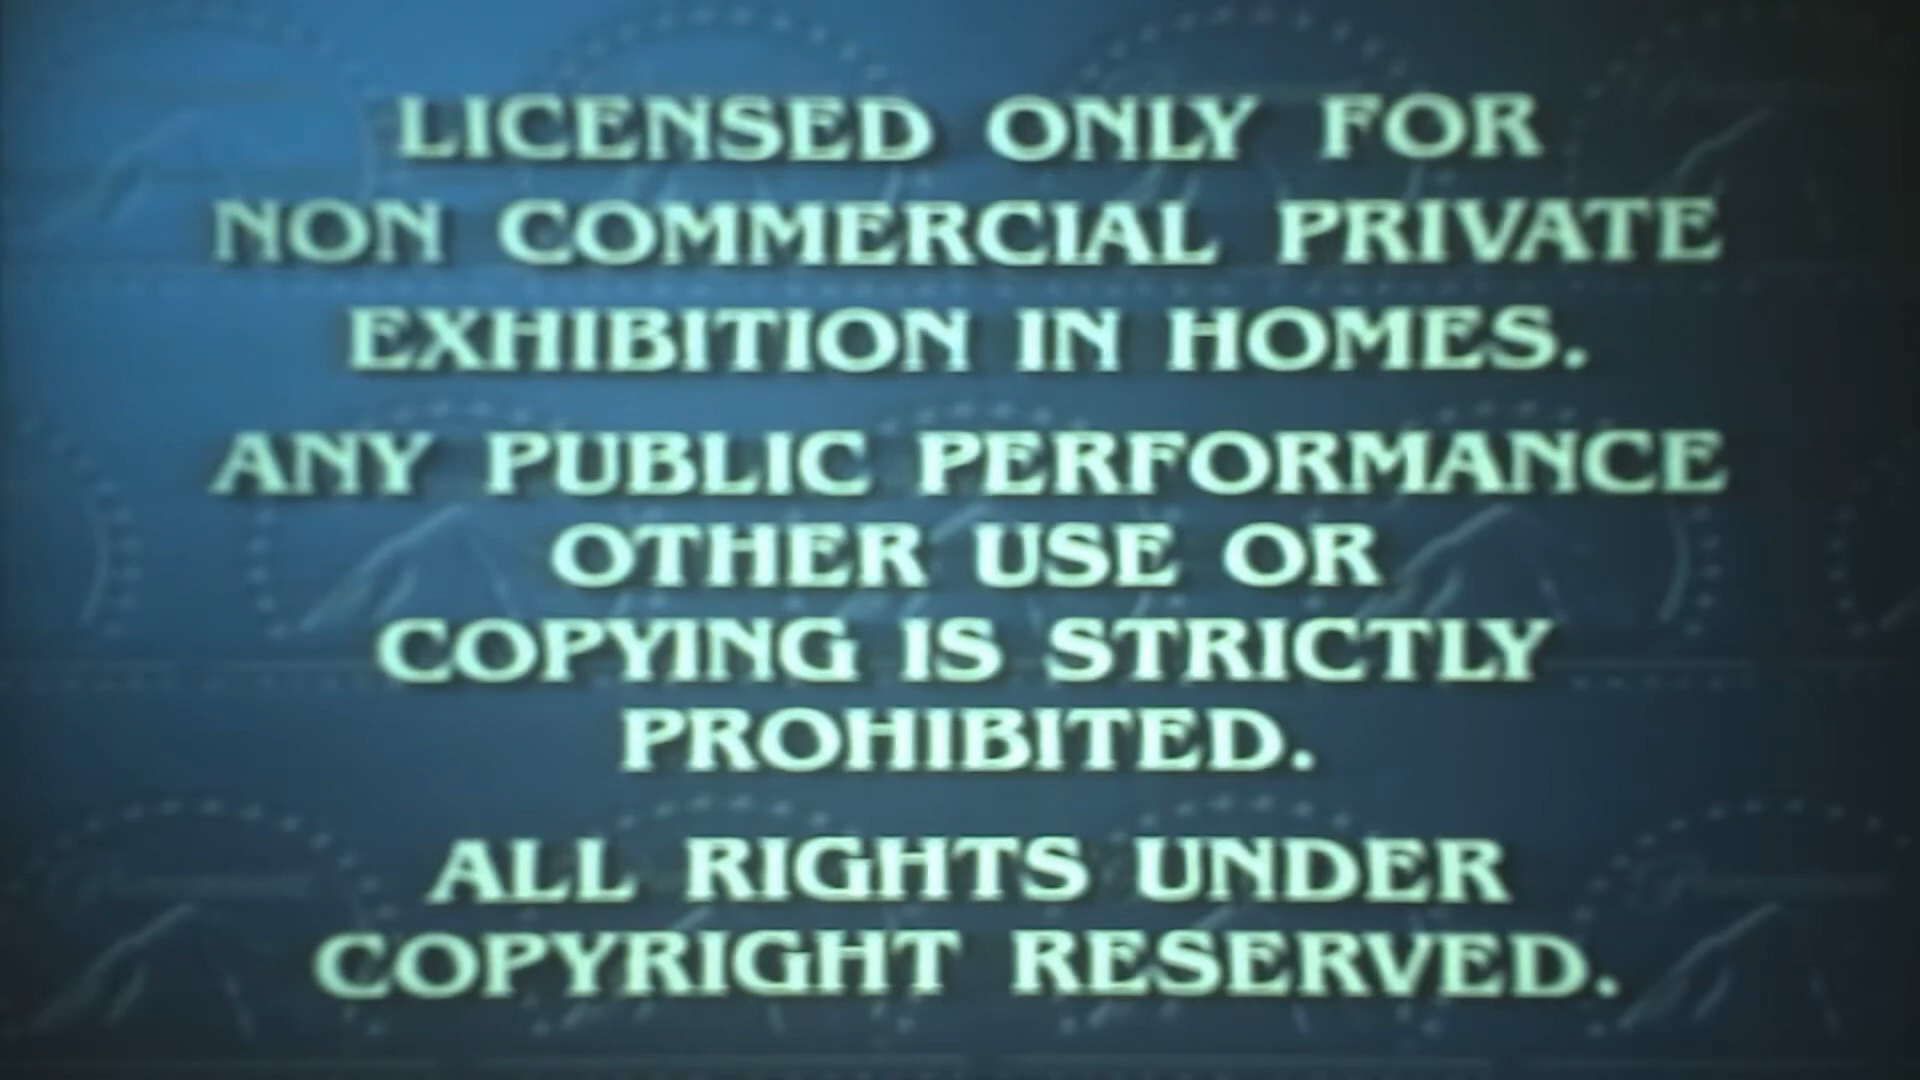 LICENSED ONLY FOR
NON COMMERCIAL PRIVATE
EXHIBITION IN HOMES.
ANY PUBLIC PERFORMANCE
OTHER USE OR
COPYING IS STRICTLY
PROHIBITED.
ALL RIGHTS UNDER
COPYRIGHT RESERVED.